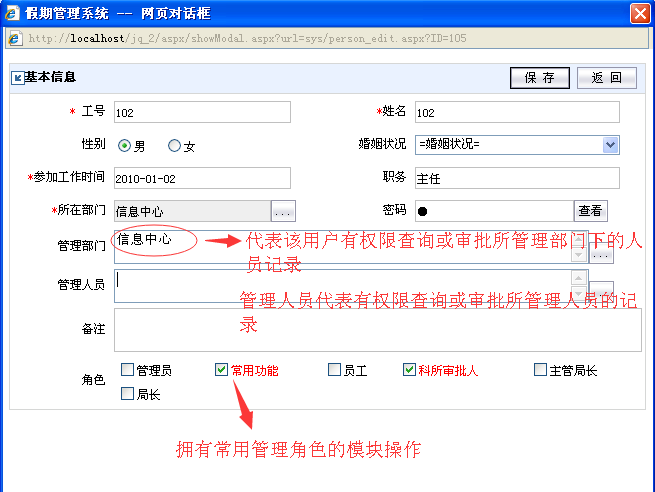 假期管理系统 -- 网页对话框
http://localhost/jq_2/aspx/showModal.aspx?url=sys/person_edit.aspx?ID=105
基本信息 保 存 返 回
* 工号 102 *姓名 102
性别 男 女 婚姻状况 =婚姻状况=
*参加工作时间 2010-01-02 职务 主任
*所在部门 信息中心 ... 密码 ● 查看
管理部门 信息中心 代表该用户有权限查询或审批所管理部门下的人 ...
员记录
管理人员
管理人员代表有权限查询或审批所管理人员的记
录
备注
角色 管理员 常用功能 员工 科所审批人 主管局长
局长
拥有常用管理角色的模块操作